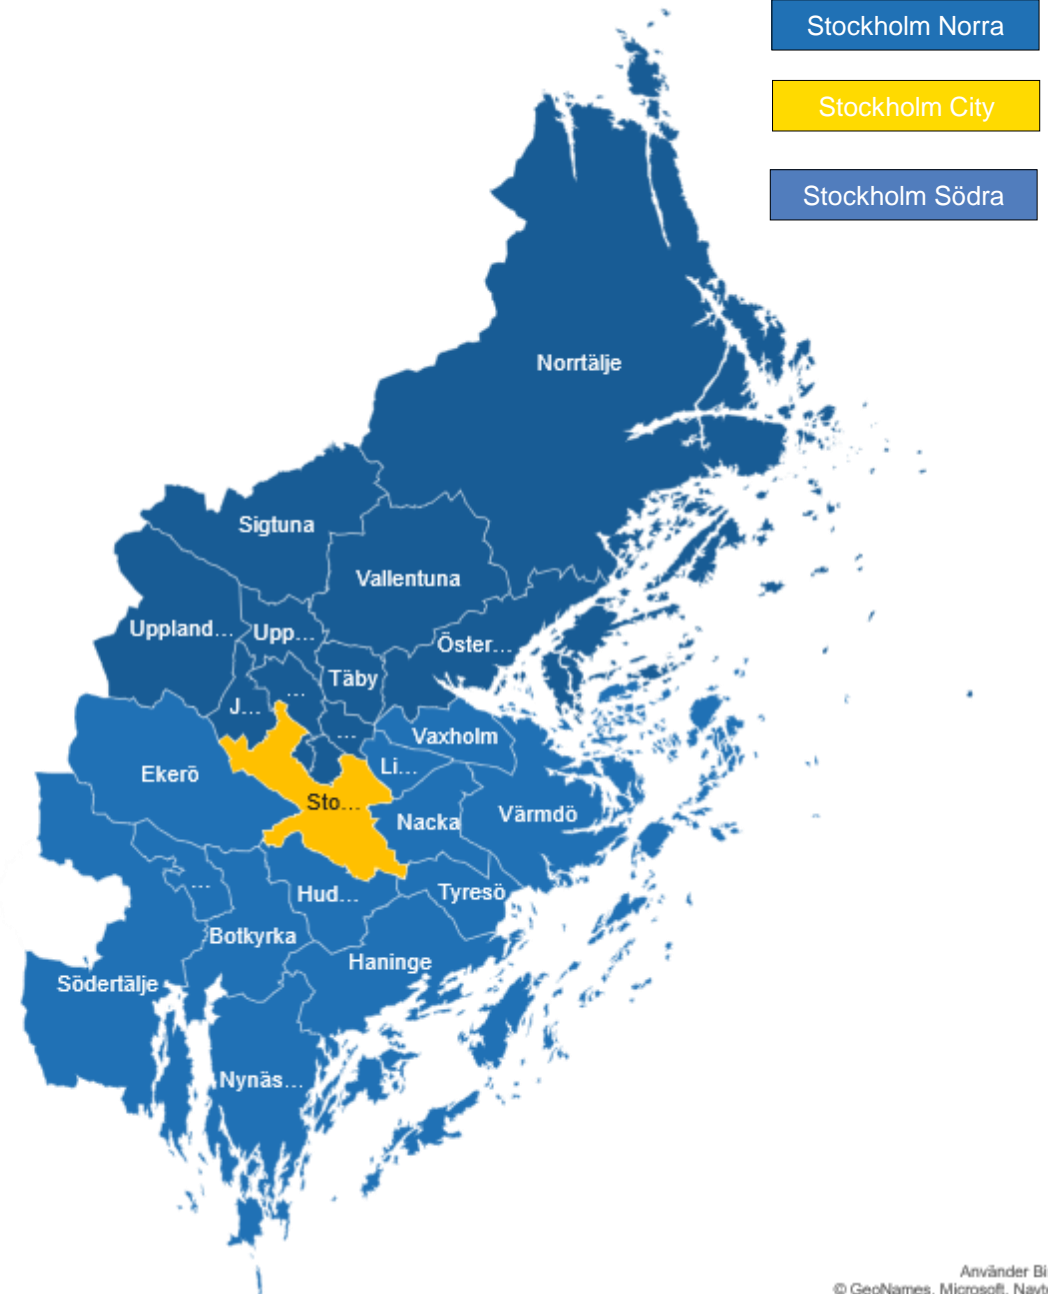 Stockholm Norra
Stockholm City
Stockholm Södra
Norrtälje
Sigtuna
Vallentuna
Uppland...
Upp...
Öster...
Täby
...
J...
...
Vaxholm
Li...
Ekerö
Sto...
Nacka
Värmdö
...
Hud...
Tyresö
Botkyrka
Haninge
Södertälje
Nynäs...
Använder Bi
© GeoNames, Microsoft, Navt